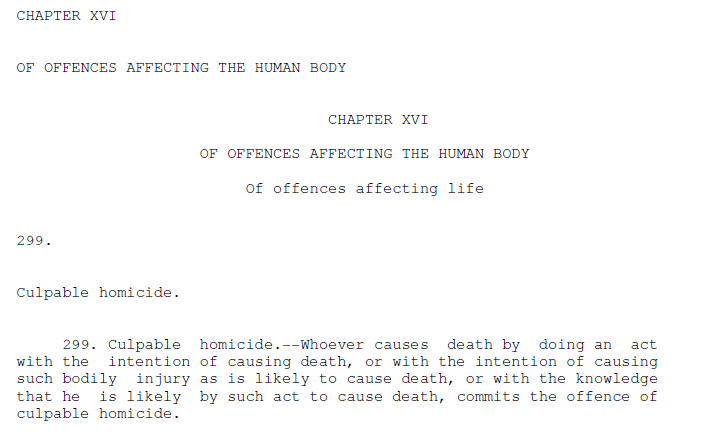 CHAPTER XVI
OF OFFENCES AFFECTING THE HUMAN BODY
CHAPTER XVI
OF OFFENCES AFFECTING THE HUMAN BODY
Of offences affecting life
299.
Culpable homicide.
299. Culpable homicide.--Whoever causes death by doing an act
with the intention of causing death, or with the intention of causing
such bodily injury as is likely to cause death, or with the knowledge
that he is likely by such act to cause death, commits the offence of
culpable homicide.